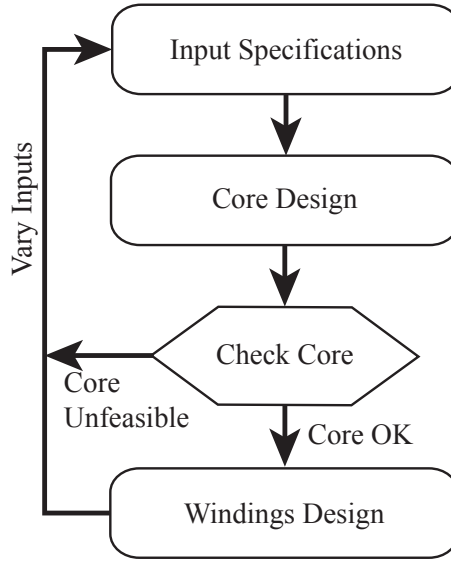 Input Specifications
Vary Inputs
Core Design
Check Core
Core
Unfeasible
Core OK
Windings Design